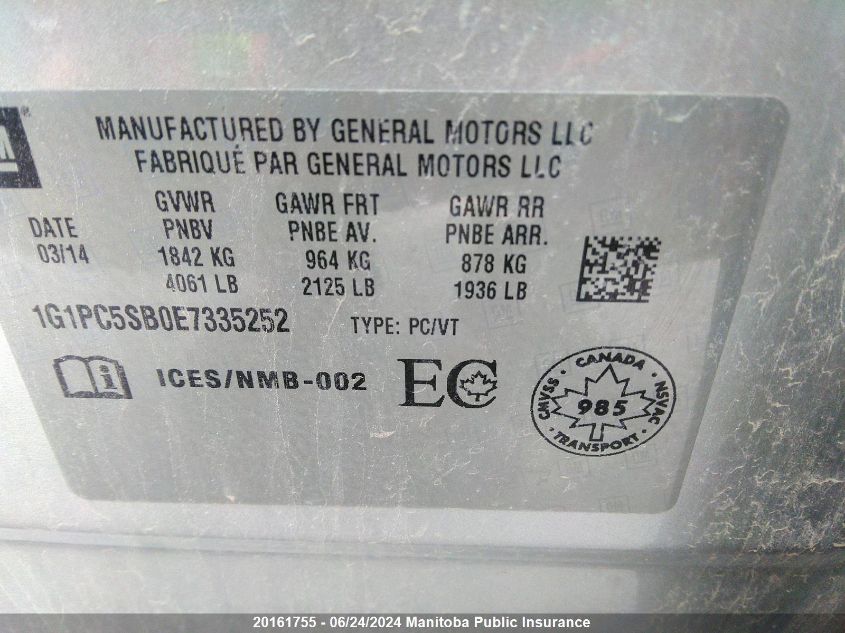 M ®
MANUFACTURED BY GENERAL MOTORS LLC
FABRIQUÉ PAR GENERAL MOTORS LLC
DATE
03/14
GVWR
PNBV
1842 KG
4061 LB
GAWR FRT
PNBE AV.
964 KG
2125 LB
GAWR RR
PNBE ARR.
878 KG
1936 LB
1G1PC5SB0E7335252 TYPE: PC/VT
i ICES/NMB-002 EC
CMVSS · CANADA · NSVAC · TRANSPORT ·
985
20161755 - 06/24/2024 Manitoba Public Insurance